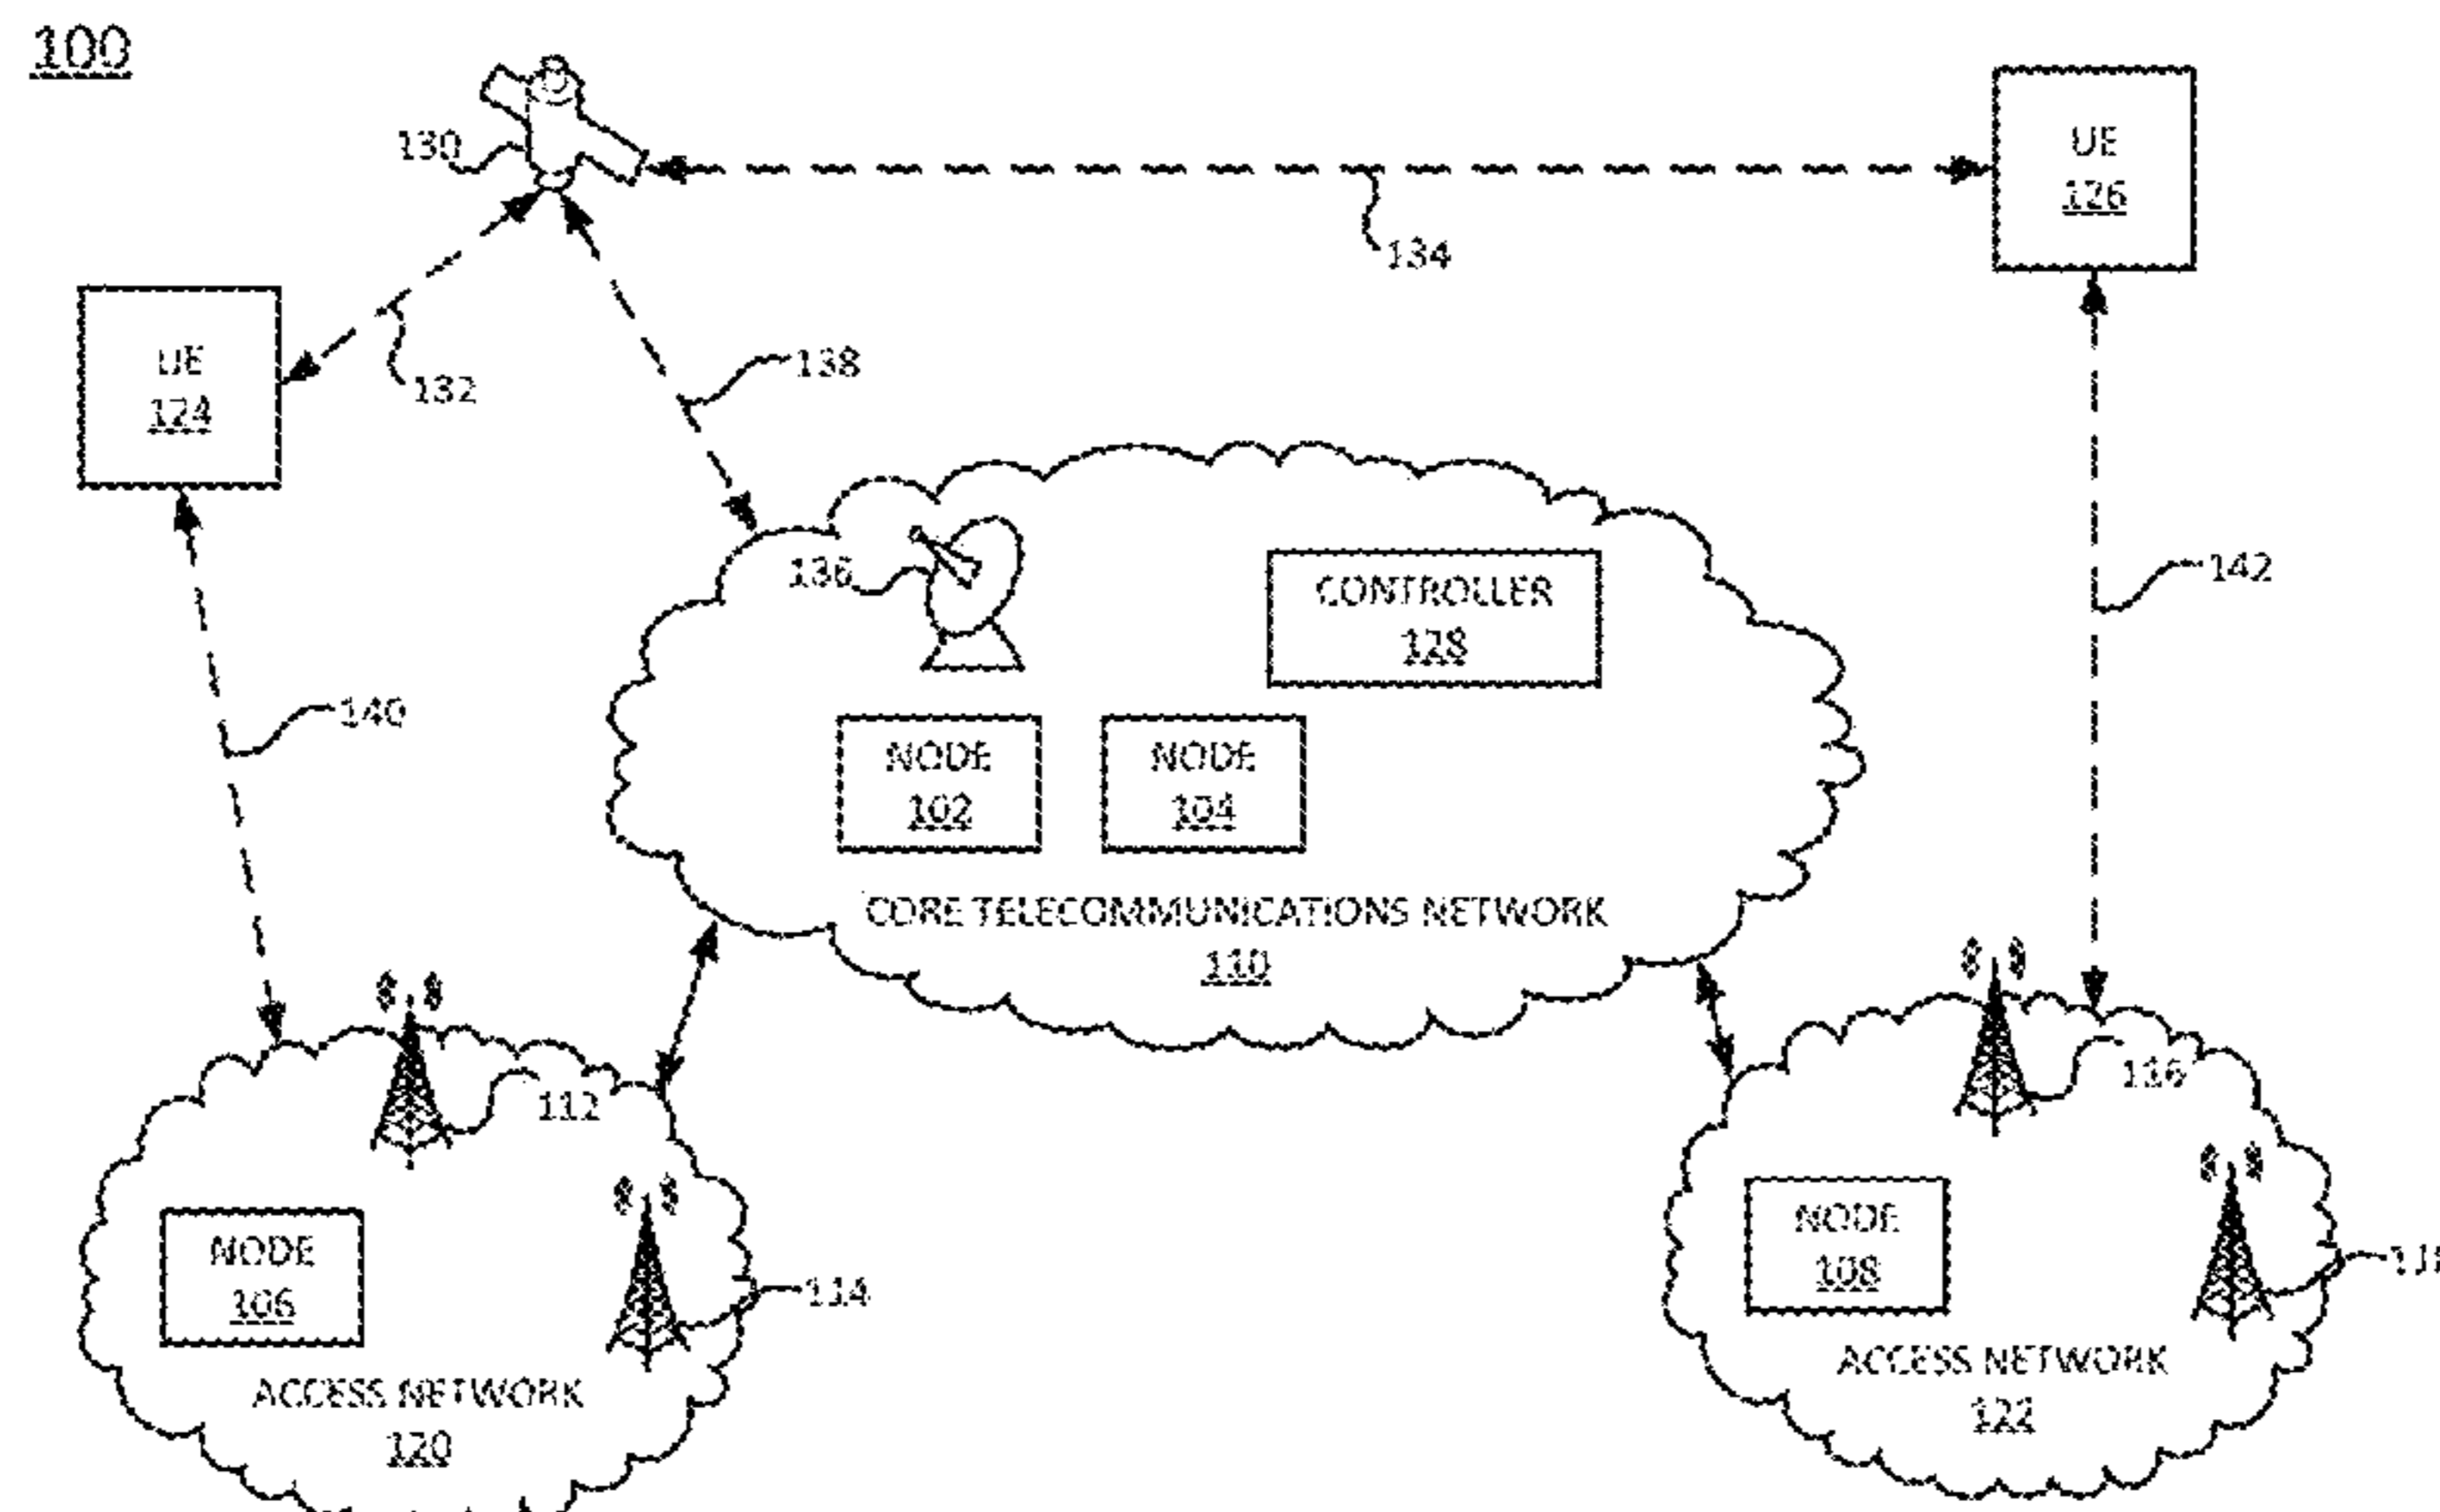 100
130
UE
126
134
UE
124
132
138
136
CONTROLLER
128
142
140
NODE
102
NODE
104
CORE TELECOMMUNICATIONS NETWORK
110
112
116
NODE
106
114
NODE
108
ACCESS NETWORK
120
ACCESS NETWORK
122